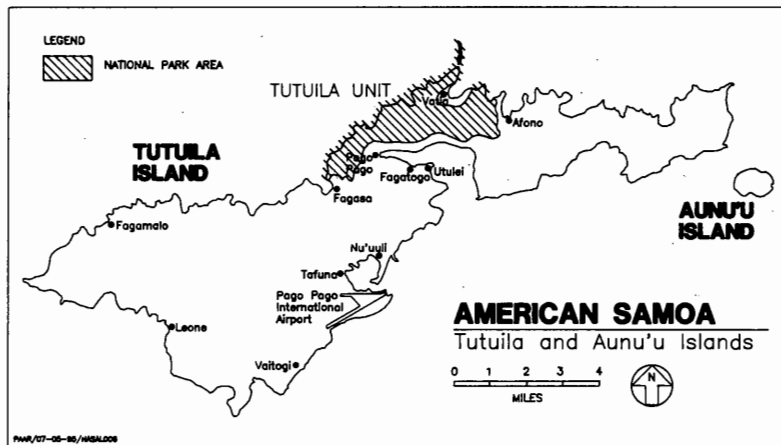 LEGEND
NATIONAL PARK AREA
TUTUILA UNIT
Vatia
Afono
TUTUILA
ISLAND
Pago
Pago
Fagatogo
Utulei
Fagasa
AUNU'U
ISLAND
Fagamalo
Nu'uuli
Tafuna
Pago Pago
International
Airport
Leone
Vaitogi
AMERICAN SAMOA
Tutuila and Aunu'u Islands
0 1 2 3 4
MILES
N